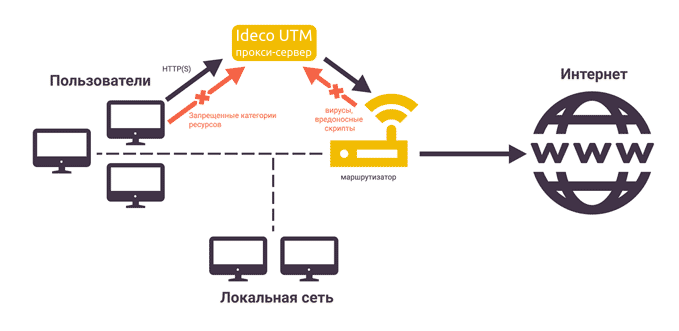 Ideco UTM
прокси-сервер
HTTP(S)
Пользователи
Запрещенные категории
ресурсов
вирусы,
вредоносные
скрипты
маршрутизатор
Интернет
WWW
Локальная сеть